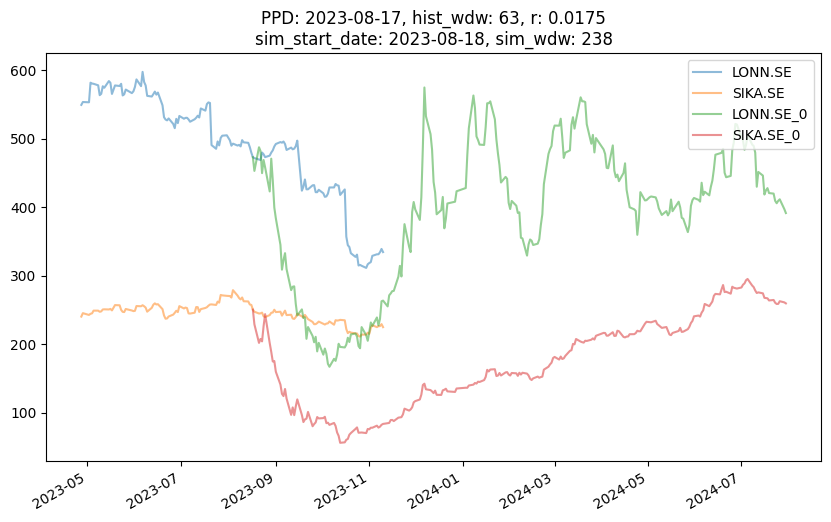 PPD: 2023-08-17, hist_wdw: 63, r: 0.0175
sim_start_date: 2023-08-18, sim_wdw: 238
LONN.SE
SIKA.SE
LONN.SE_0
SIKA.SE_0
600
500
400
300
200
100
2023-05
2023-07
2023-09
2023-11
2024-01
2024-03
2024-05
2024-07